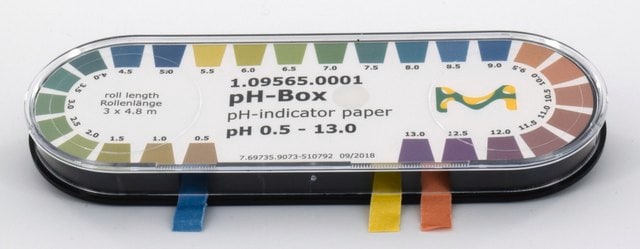 4.5 5.0 5.5 6.0 6.5 7.0 7.5 8.0 8.5 9.0
4.0 9.5
3.5 10.0
3.0 10.5
2.5 11.0
2.0 11.5
1.5 1.0 0.5
13.0 12.5 12.0
roll length
Rollenlänge
3 x 4.8 m
1.09565.0001
pH-Box
pH-indicator paper
pH 0.5 - 13.0
7.69735.9073-510792 09/2018
M